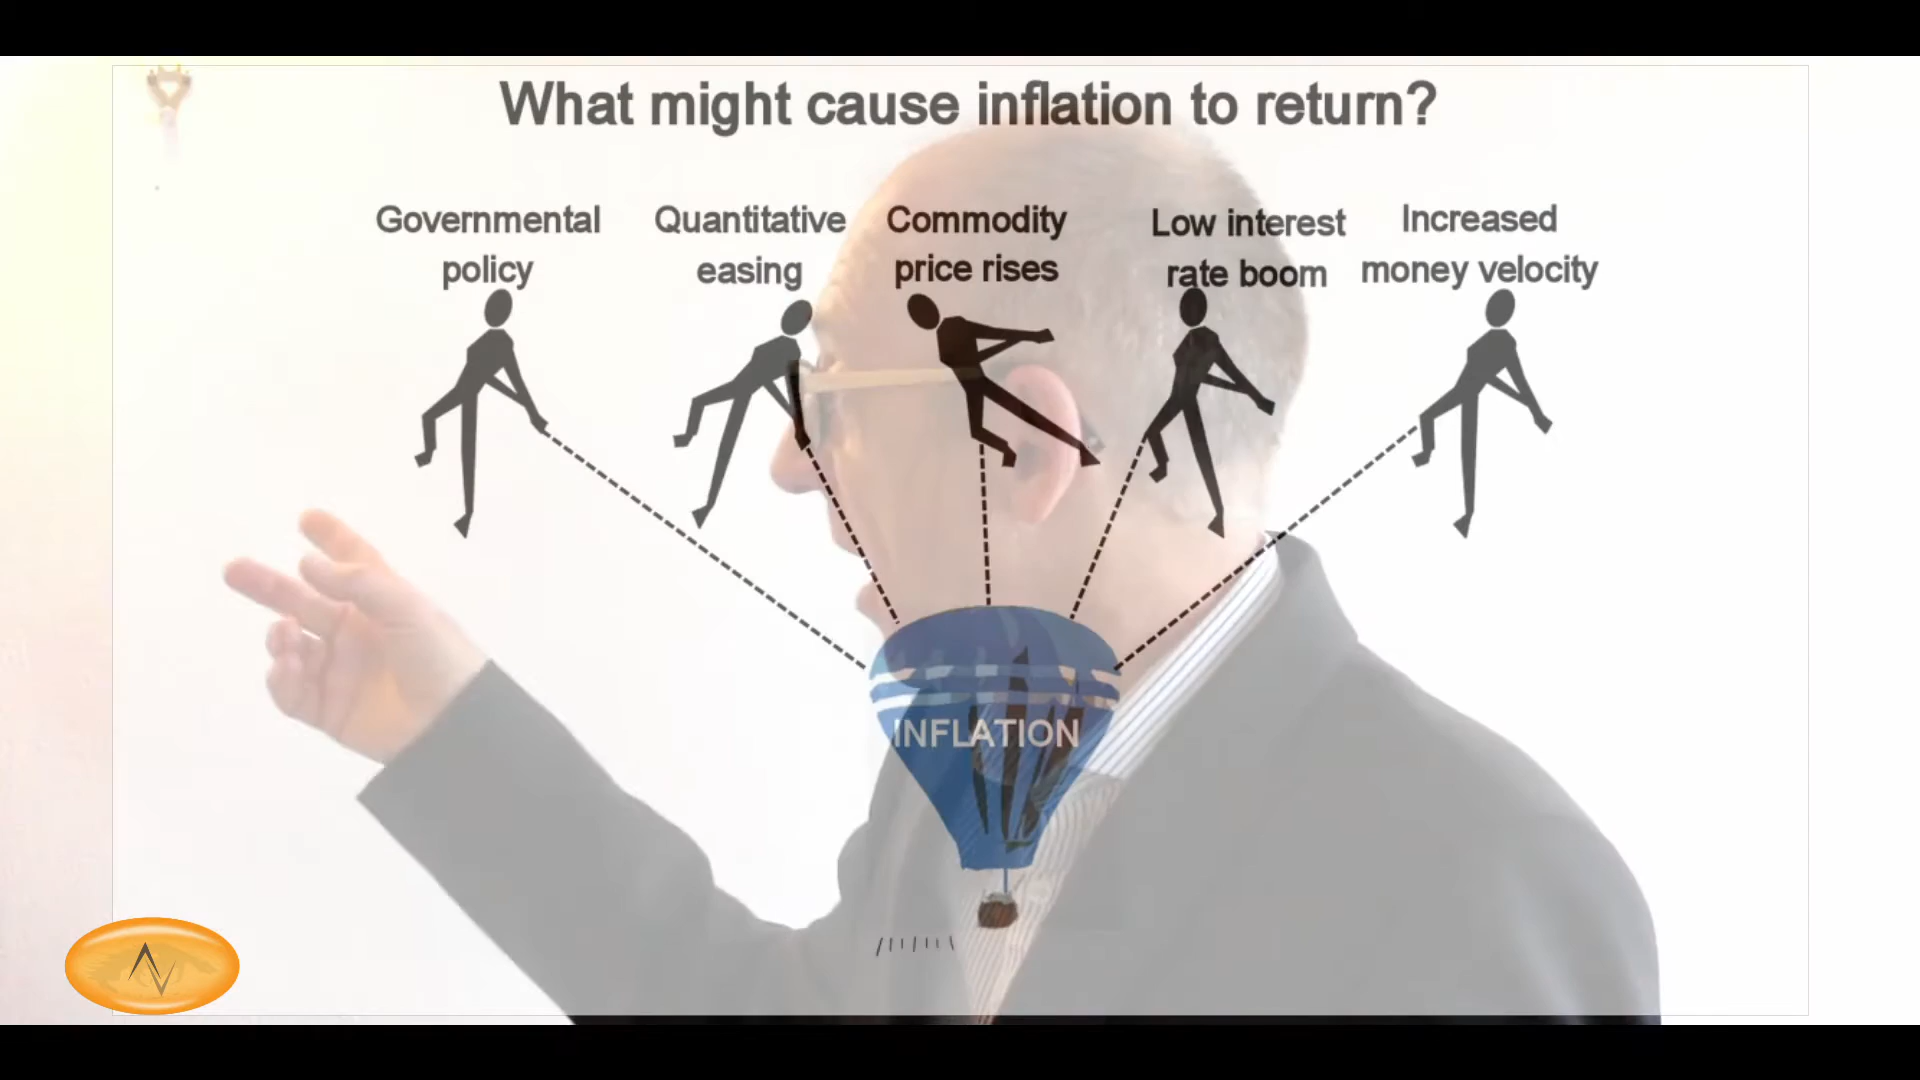 What might cause inflation to return?
Governmental
policy
Quantitative
easing
Commodity
price rises
Low interest
rate boom
Increased
money velocity
INFLATION